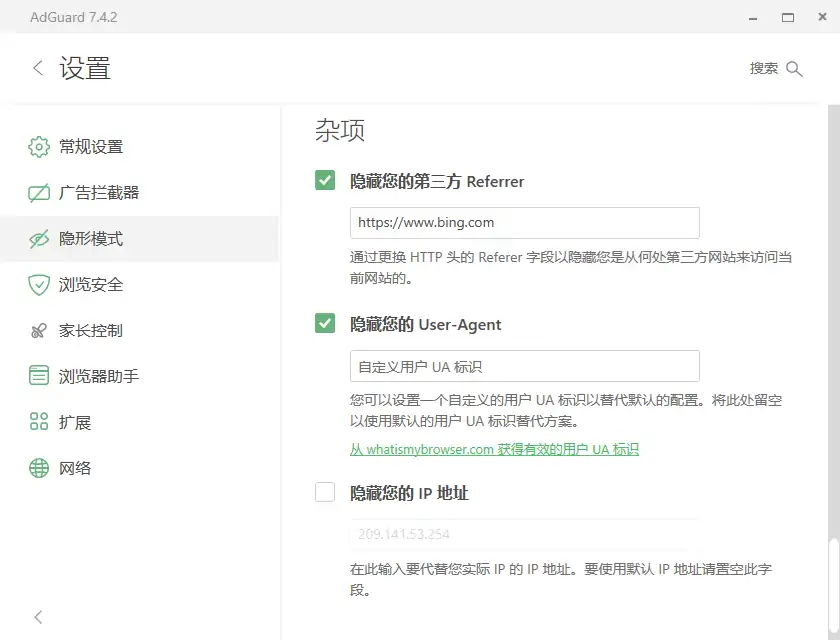 AdGuard 7.4.2
设置
搜索
常规设置
广告拦截器
隐形模式
浏览安全
家长控制
浏览器助手
扩展
网络
杂项
隐藏您的第三方 Referrer
https://www.bing.com
通过更换 HTTP 头的 Referer 字段以隐藏您是从何处第三方网站来访问当
前网站的。
隐藏您的 User-Agent
自定义用户 UA 标识
您可以设置一个自定义的用户 UA 标识以替代默认的配置。将此处留空
以使用默认的用户 UA 标识替代方案。
从 whatismybrowser.com 获得有效的用户 UA 标识
隐藏您的 IP 地址
209.141.53.254
在此输入要代替您实际 IP 的 IP 地址。要使用默认 IP 地址请置空此字
段。